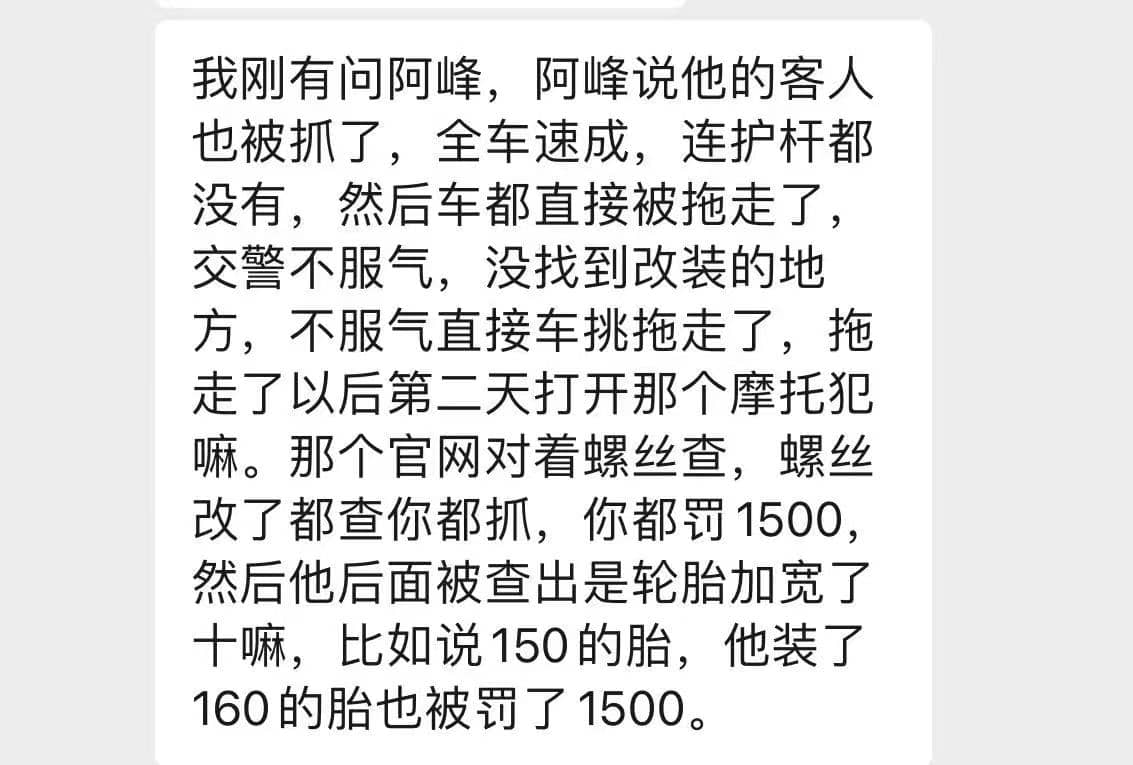 我刚有问阿峰，阿峰说他的客人
也被抓了，全车速成，连护杆都
没有，然后车都直接被拖走了，
交警不服气，没找到改装的地
方，不服气直接车挑拖走了，拖
走了以后第二天打开那个摩托犯
嘛。那个官网对着螺丝查，螺丝
改了都查你都抓，你都罚1500，
然后他后面被查出是轮胎加宽了
十嘛，比如说150的胎，他装了
160的胎也被罚了1500。